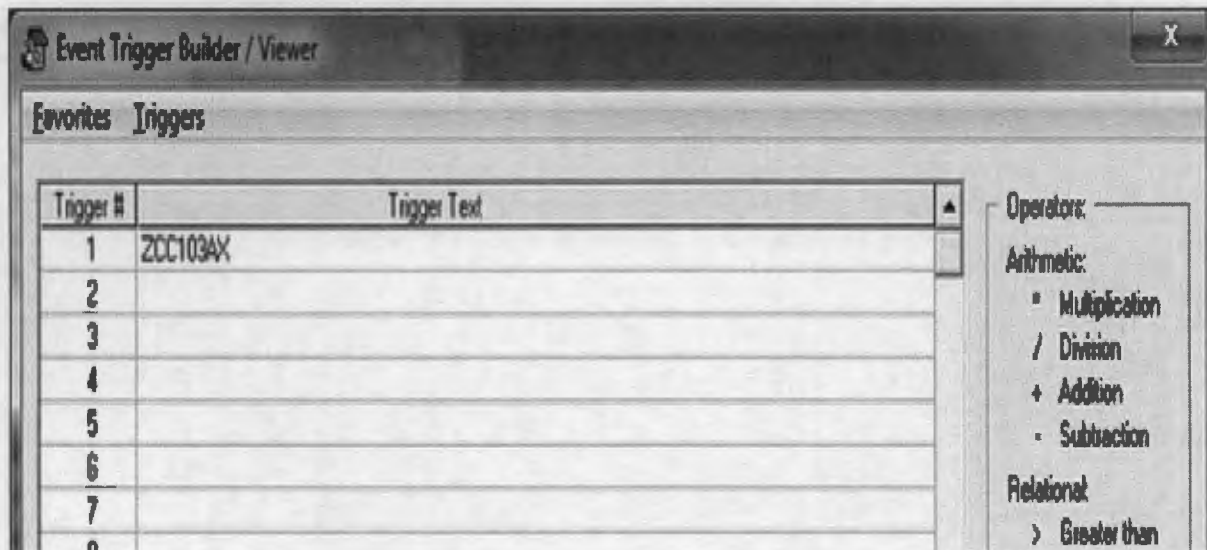 Event Trigger Builder / Viewer
X
Favorites Triggers
Trigger # Trigger Text
1 ZCC103AX
2
3
4
5
6
7
Operators:
Arithmetic:
* Multiplication
/ Division
+ Addition
- Subtraction
Relational:
> Greater than